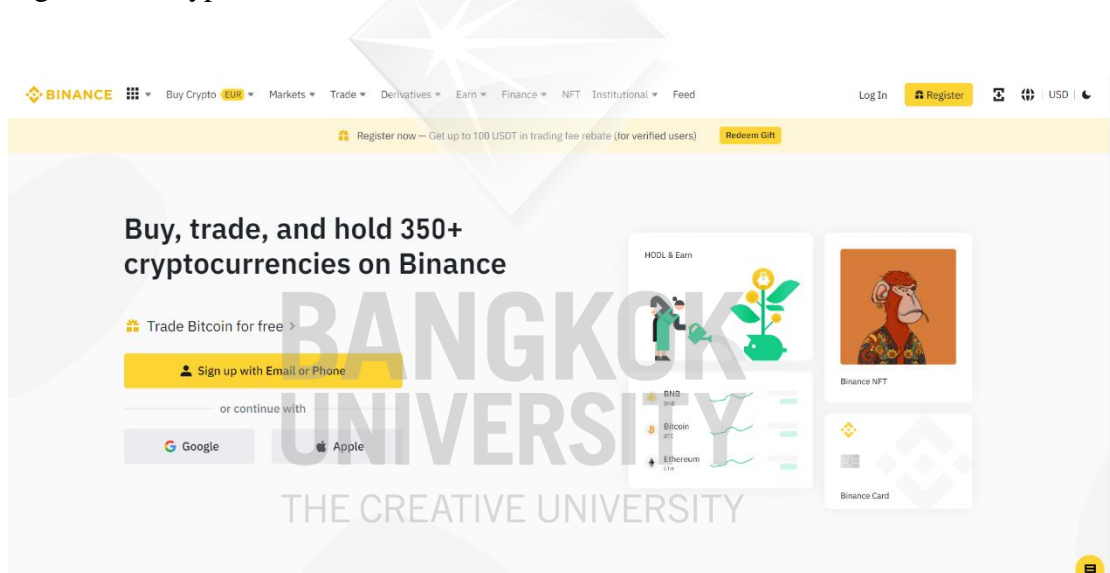 BINANCE Buy Crypto EUR Markets Trade Derivatives Earn Finance NFT Institutional Feed Log In Register USD
Register now — Get up to 100 USDT in trading fee rebate (for verified users) Redeem Gift
Buy, trade, and hold 350+
cryptocurrencies on Binance
Trade Bitcoin for free >
Sign up with Email or Phone
or continue with
Google Apple
HODL & Earn
BNB
BNB
Bitcoin
BTC
Ethereum
ETH
Binance NFT
Binance Card
BANGKOK
UNIVERSITY
THE CREATIVE UNIVERSITY